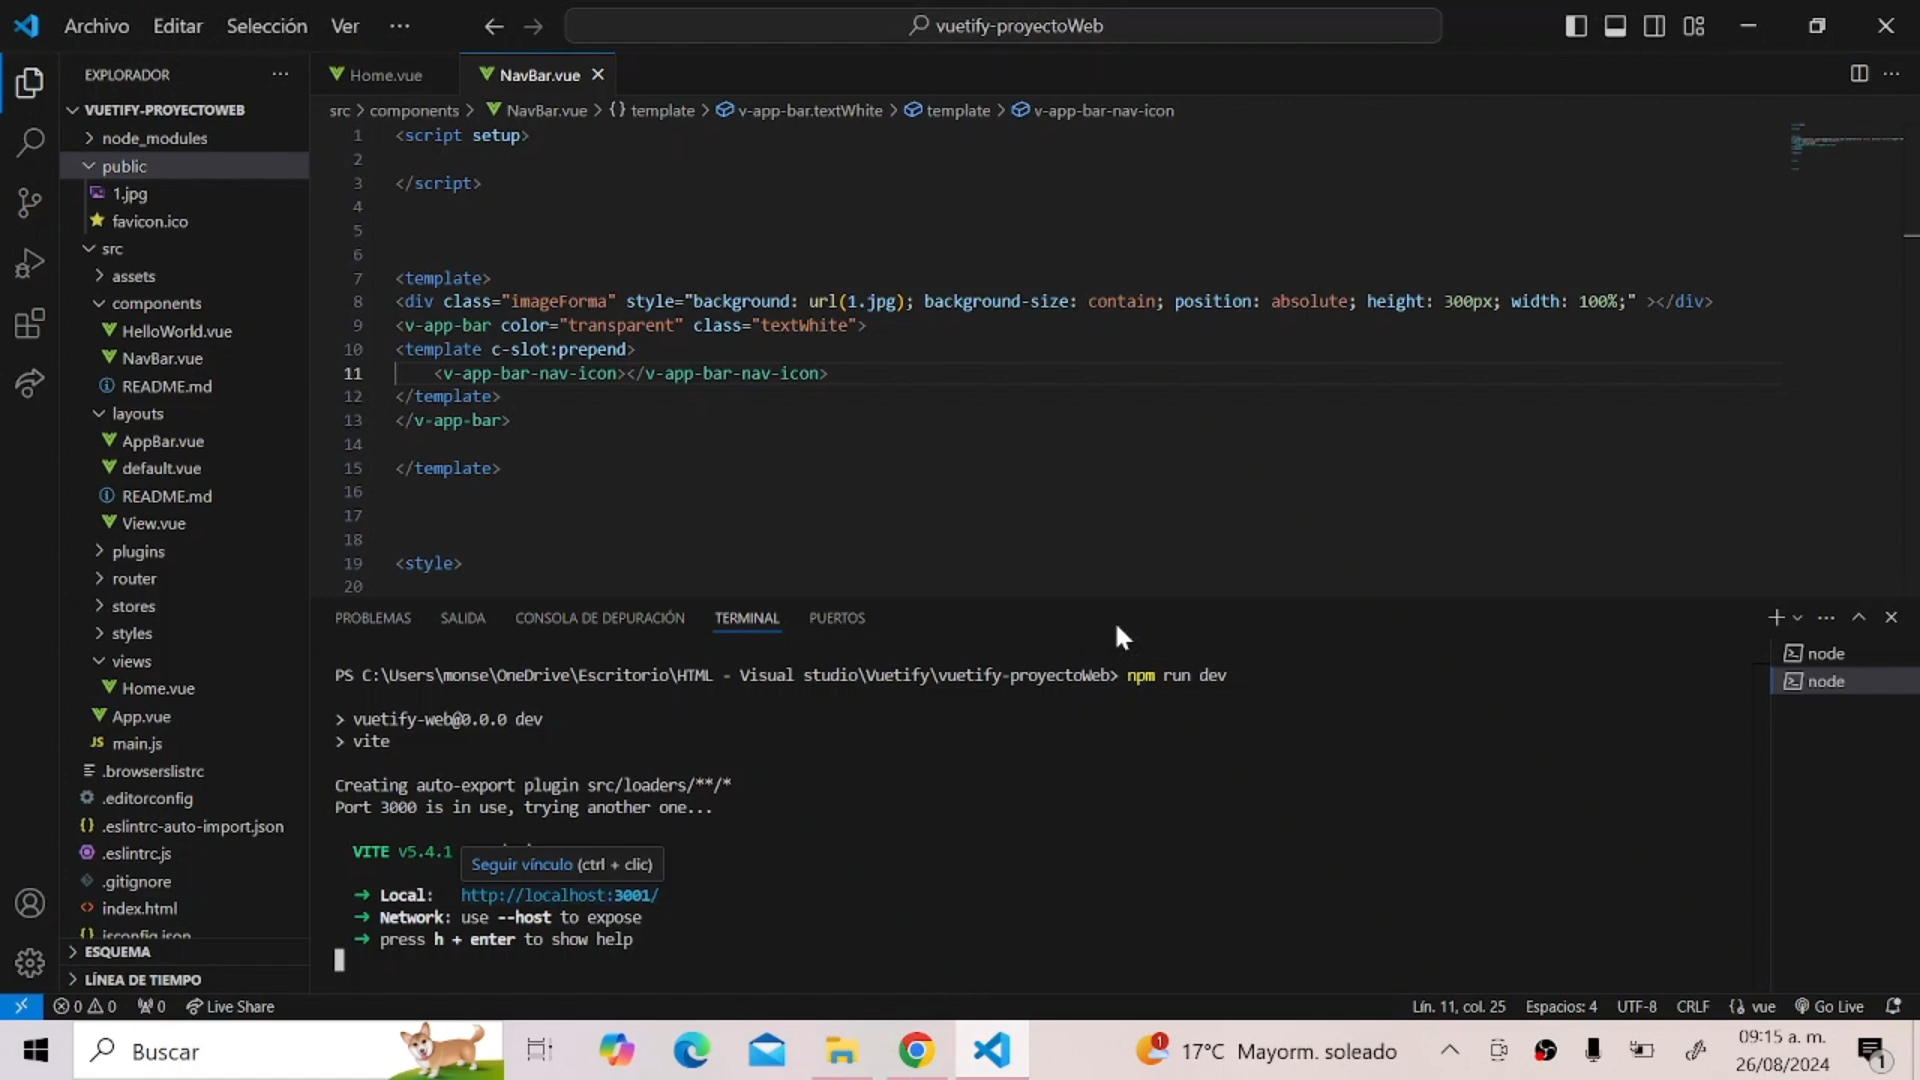 Archivo Editar Selección Ver ··· vuetify-proyectoWeb
EXPLORADOR ···
VUETIFY-PROYECTOWEB
node_modules
public
1.jpg
favicon.ico
src
assets
components
HelloWorld.vue
NavBar.vue
README.md
layouts
AppBar.vue
default.vue
README.md
View.vue
plugins
router
stores
styles
views
Home.vue
App.vue
JS main.js
.browserslistrc
.editorconfig
{} .eslintrc-auto-import.json
.eslintrc.js
.gitignore
<> index.html
{} jsconfig.json
ESQUEMA
LÍNEA DE TIEMPO
Home.vue NavBar.vue
src > components > NavBar.vue > {} template > v-app-bar.textWhite > template > v-app-bar-nav-icon
1 <script setup>
2
3 </script>
4
5
6
7 <template>
8 <div class="imageForma" style="background: url(1.jpg); background-size: contain; position: absolute; height: 300px; width: 100%;" ></div>
9 <v-app-bar color="transparent" class="textWhite">
10 <template c-slot:prepend>
11 <v-app-bar-nav-icon></v-app-bar-nav-icon>
12 </template>
13 </v-app-bar>
14
15 </template>
16
17
18
19 <style>
20
PROBLEMAS SALIDA CONSOLA DE DEPURACIÓN TERMINAL PUERTOS
node
node
PS C:\Users\monse\OneDrive\Escritorio\HTML - Visual studio\Vuetify\vuetify-proyectoWeb> npm run dev
> vuetify-web@0.0.0 dev
> vite
Creating auto-export plugin src/loaders/**/*
Port 3000 is in use, trying another one...
VITE v5.4.1
Seguir vínculo (ctrl + clic)
➜ Local: http://localhost:3001/
➜ Network: use --host to expose
➜ press h + enter to show help
0 0 0 Live Share Lín. 11, col. 25 Espacios: 4 UTF-8 CRLF {} vue Go Live
Buscar 1 17°C Mayorm. soleado 09:15 a. m.
26/08/2024 1